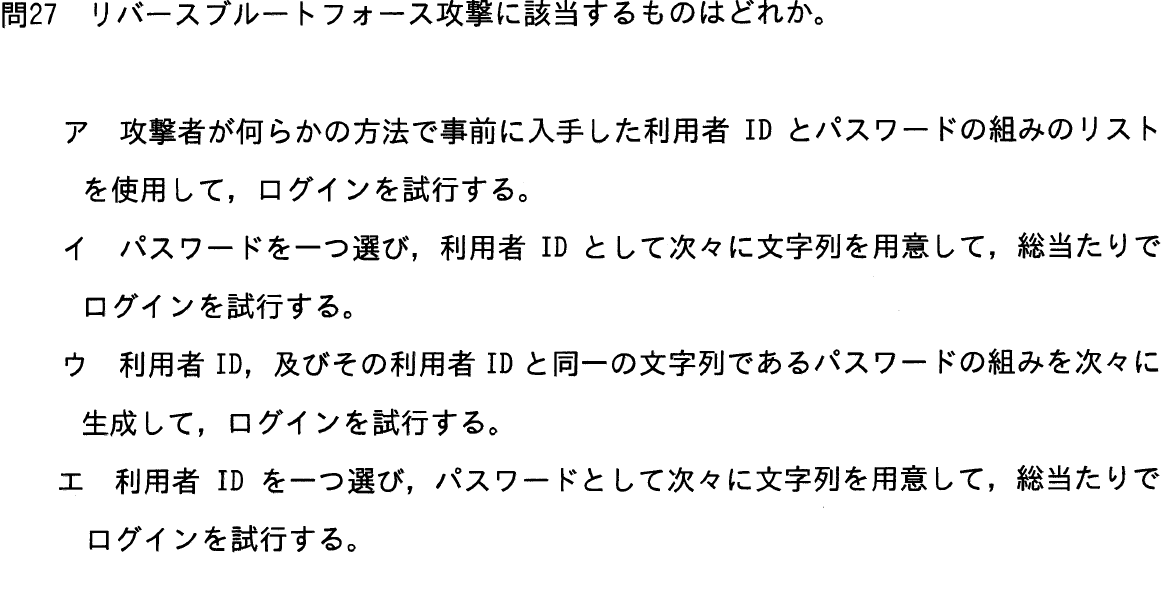 問27 リバースブルートフォース攻撃に該当するものはどれか。
ア 攻撃者が何らかの方法で事前に入手した利用者 ID とパスワードの組みのリスト
を使用して，ログインを試行する。
イ パスワードを一つ選び，利用者 ID として次々に文字列を用意して，総当たりで
ログインを試行する。
ウ 利用者 ID，及びその利用者 ID と同一の文字列であるパスワードの組みを次々に
生成して，ログインを試行する。
エ 利用者 ID を一つ選び，パスワードとして次々に文字列を用意して，総当たりで
ログインを試行する。